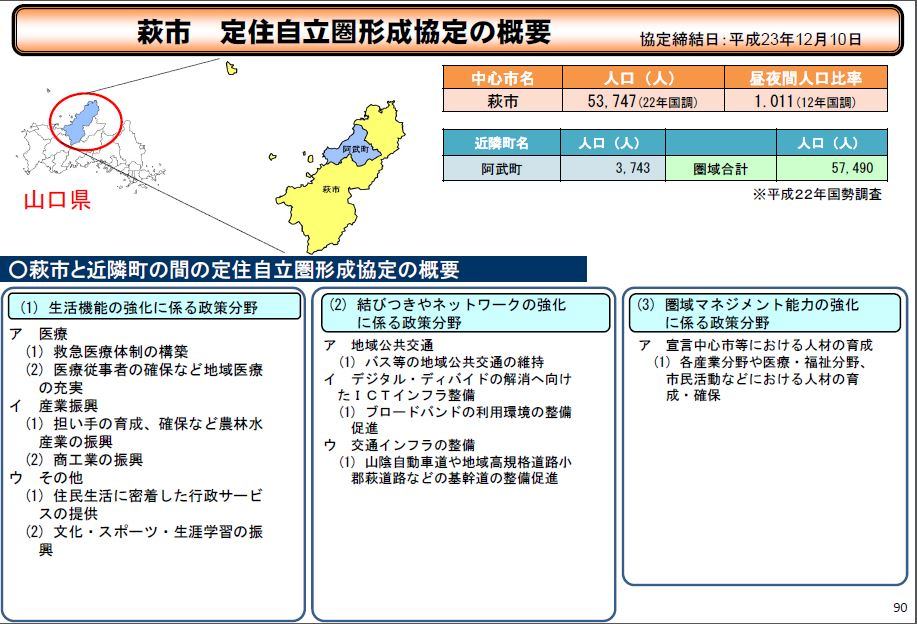 萩市　定住自立圏形成協定の概要
協定締結日：平成23年12月10日
中心市名 人口（人） 昼夜間人口比率
萩市 53,747(22年国調) 1.011(12年国調)
近隣町名 人口（人） 人口（人）
阿武町 3,743 圏域合計 57,490
※平成２２年国勢調査
阿武町
萩市
山口県
○萩市と近隣町の間の定住自立圏形成協定の概要
(1) 生活機能の強化に係る政策分野
ア　医療
(1) 救急医療体制の構築
(2) 医療従事者の確保など地域医療
の充実
イ　産業振興
(1) 担い手の育成、確保など農林水
産業の振興
(2) 商工業の振興
ウ　その他
(1) 住民生活に密着した行政サービ
スの提供
(2) 文化・スポーツ・生涯学習の振
興
(2) 結びつきやネットワークの強化
に係る政策分野
ア　地域公共交通
(1) バス等の地域公共交通の維持
イ　デジタル・ディバイドの解消へ向け
たＩＣＴインフラ整備
(1) ブロードバンドの利用環境の整備
促進
ウ　交通インフラの整備
(1) 山陰自動車道や地域高規格道路小
郡萩道路などの基幹道の整備促進
(3) 圏域マネジメント能力の強化
に係る政策分野
ア　宣言中心市等における人材の育成
(1) 各産業分野や医療・福祉分野、
市民活動などにおける人材の育
成・確保
90